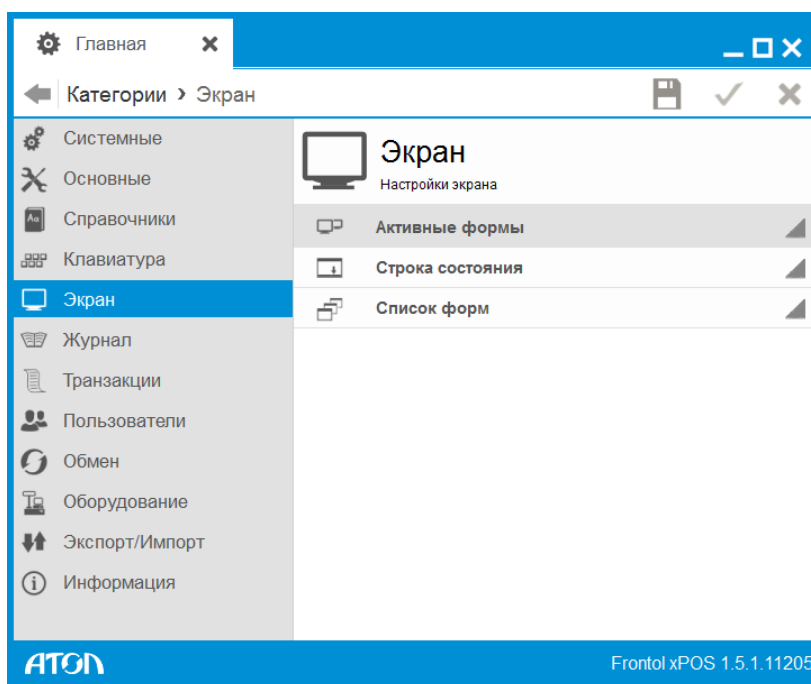 Главная
Категории › Экран
Системные
Основные
Справочники
Клавиатура
Экран
Журнал
Транзакции
Пользователи
Обмен
Оборудование
Экспорт/Импорт
Информация
Экран
Настройки экрана
Активные формы
Строка состояния
Список форм
АТОЛ
Frontol xPOS 1.5.1.11205